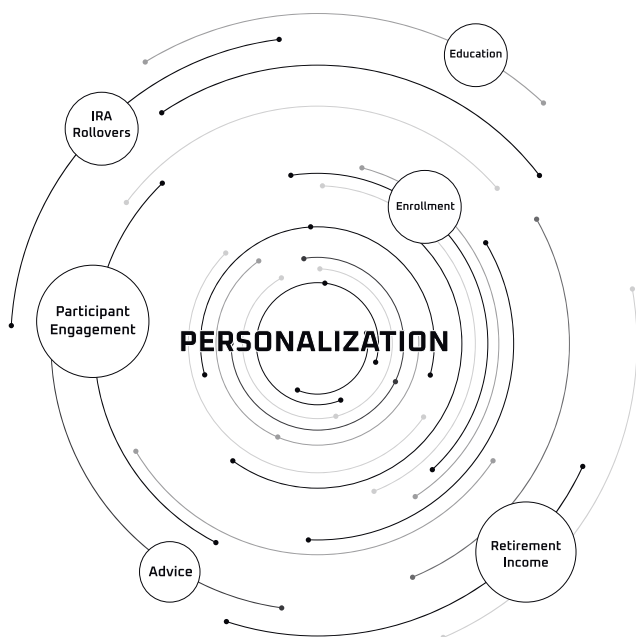 Education
IRA
Rollovers
Enrollment
Participant
Engagement
PERSONALIZATION
Retirement
Income
Advice